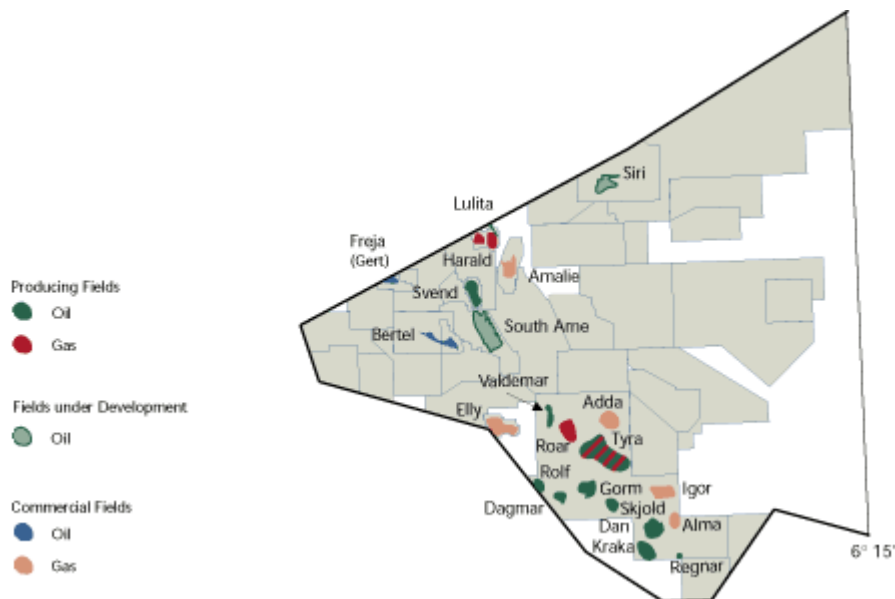 Siri
Lulita
Freja
(Gert)
Harald
Amalie
Svend
South Arne
Bertel
Valdemar
Elly
Adda
Roar
Tyra
Rolf
Dagmar
Gorm
Igor
Skjold
Dan
Alma
Kraka
Regnar
6° 15'
Producing Fields
Oil
Gas
Fields under Development
Oil
Commercial Fields
Oil
Gas